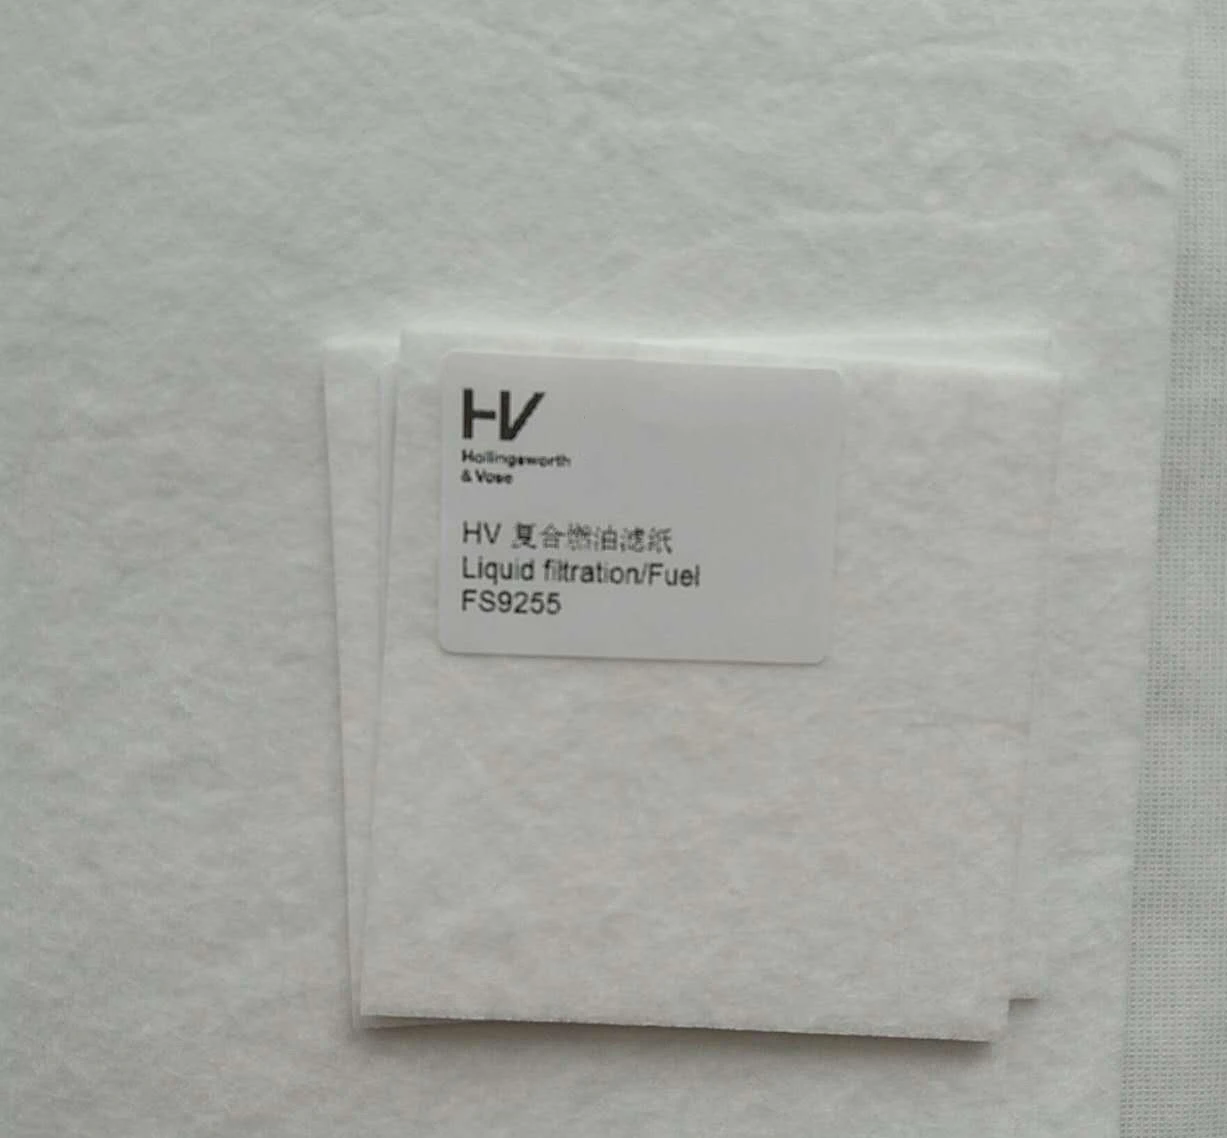 HV
Hollingsworth
& Vose
HV 复合燃油滤纸
Liquid filtration/Fuel
FS9255